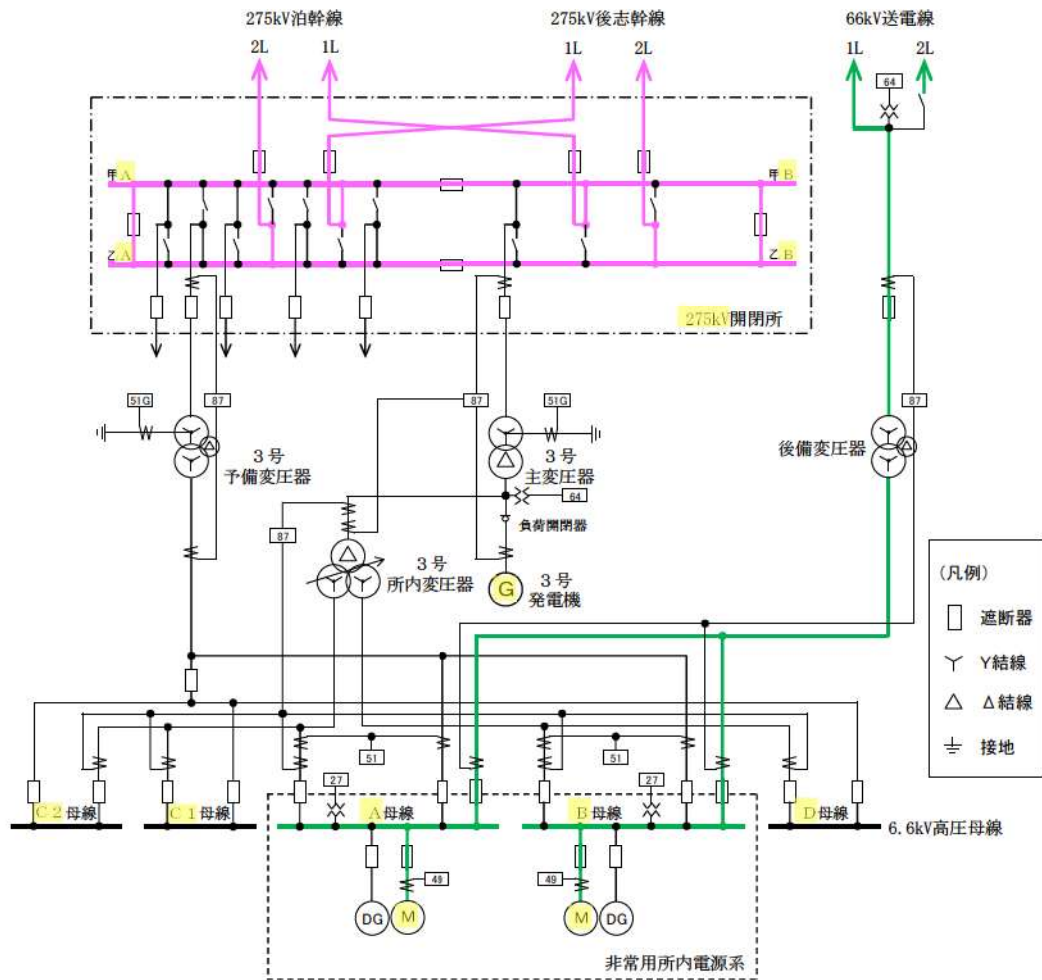 275kV泊幹線 275kV後志幹線 66kV送電線
2L 1L 1L 2L 1L 2L
64
甲A 甲B
乙A 乙B
275kV開閉所
51G 87 87 51G 87
3号
予備変圧器
3号
主変圧器
後備変圧器
64
負荷開閉器
87
3号
所内変圧器
G
3号
発電機
(凡例)
遮断器
Y結線
Δ結線
接地
51 51
27 27
C2母線 C1母線 A母線 B母線 D母線 6.6kV高圧母線
49 49
DG M M DG
非常用所内電源系